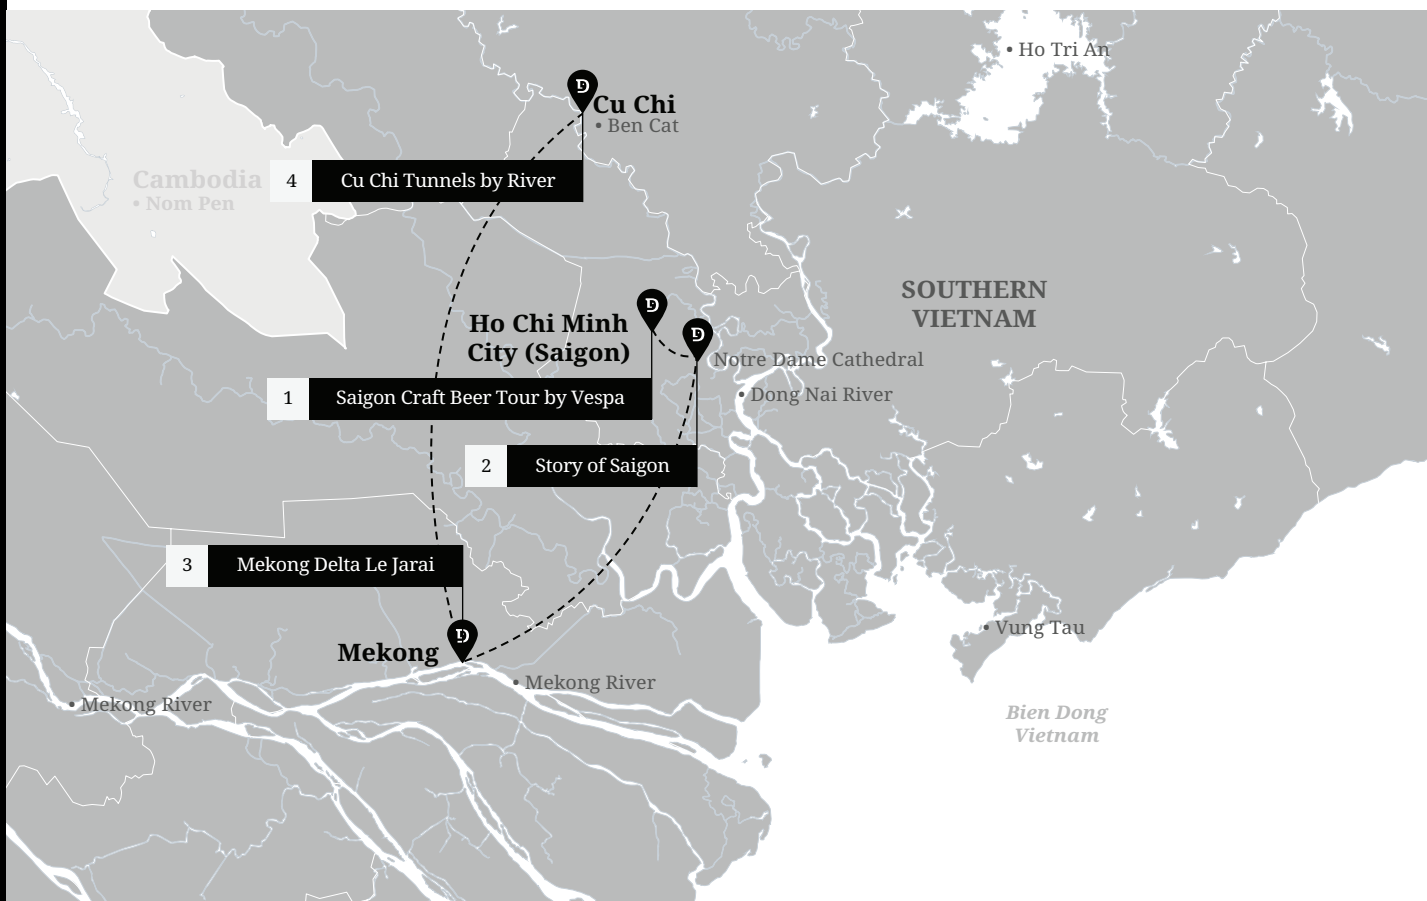 • Ho Tri An
Cu Chi
• Ben Cat
Cambodia
• Nom Pen
4
Cu Chi Tunnels by River
SOUTHERN
VIETNAM
Ho Chi Minh
City (Saigon)
Notre Dame Cathedral
• Dong Nai River
1
Saigon Craft Beer Tour by Vespa
2
Story of Saigon
3
Mekong Delta Le Jarai
• Vung Tau
Mekong
• Mekong River
• Mekong River
Bien Dong
Vietnam